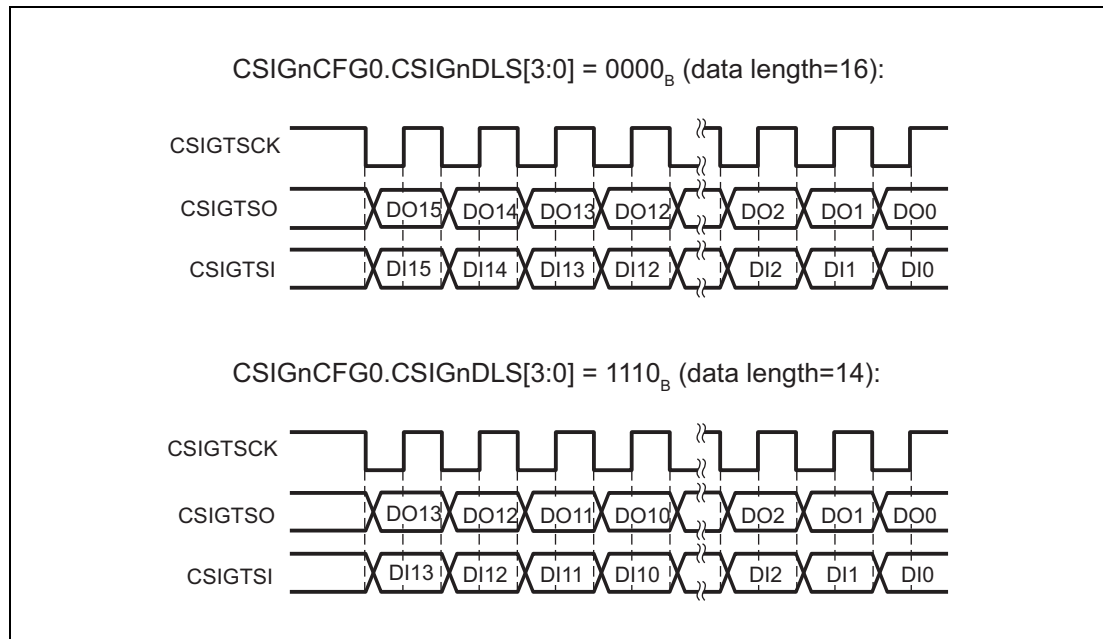 CSIGnCFG0.CSIGnDLS[3:0] = 0000B (data length=16):
CSIGTSCK
CSIGTSO DO15 DO14 DO13 DO12 DO2 DO1 DO0
CSIGTSI DI15 DI14 DI13 DI12 DI2 DI1 DI0
CSIGnCFG0.CSIGnDLS[3:0] = 1110B (data length=14):
CSIGTSCK
CSIGTSO DO13 DO12 DO11 DO10 DO2 DO1 DO0
CSIGTSI DI13 DI12 DI11 DI10 DI2 DI1 DI0